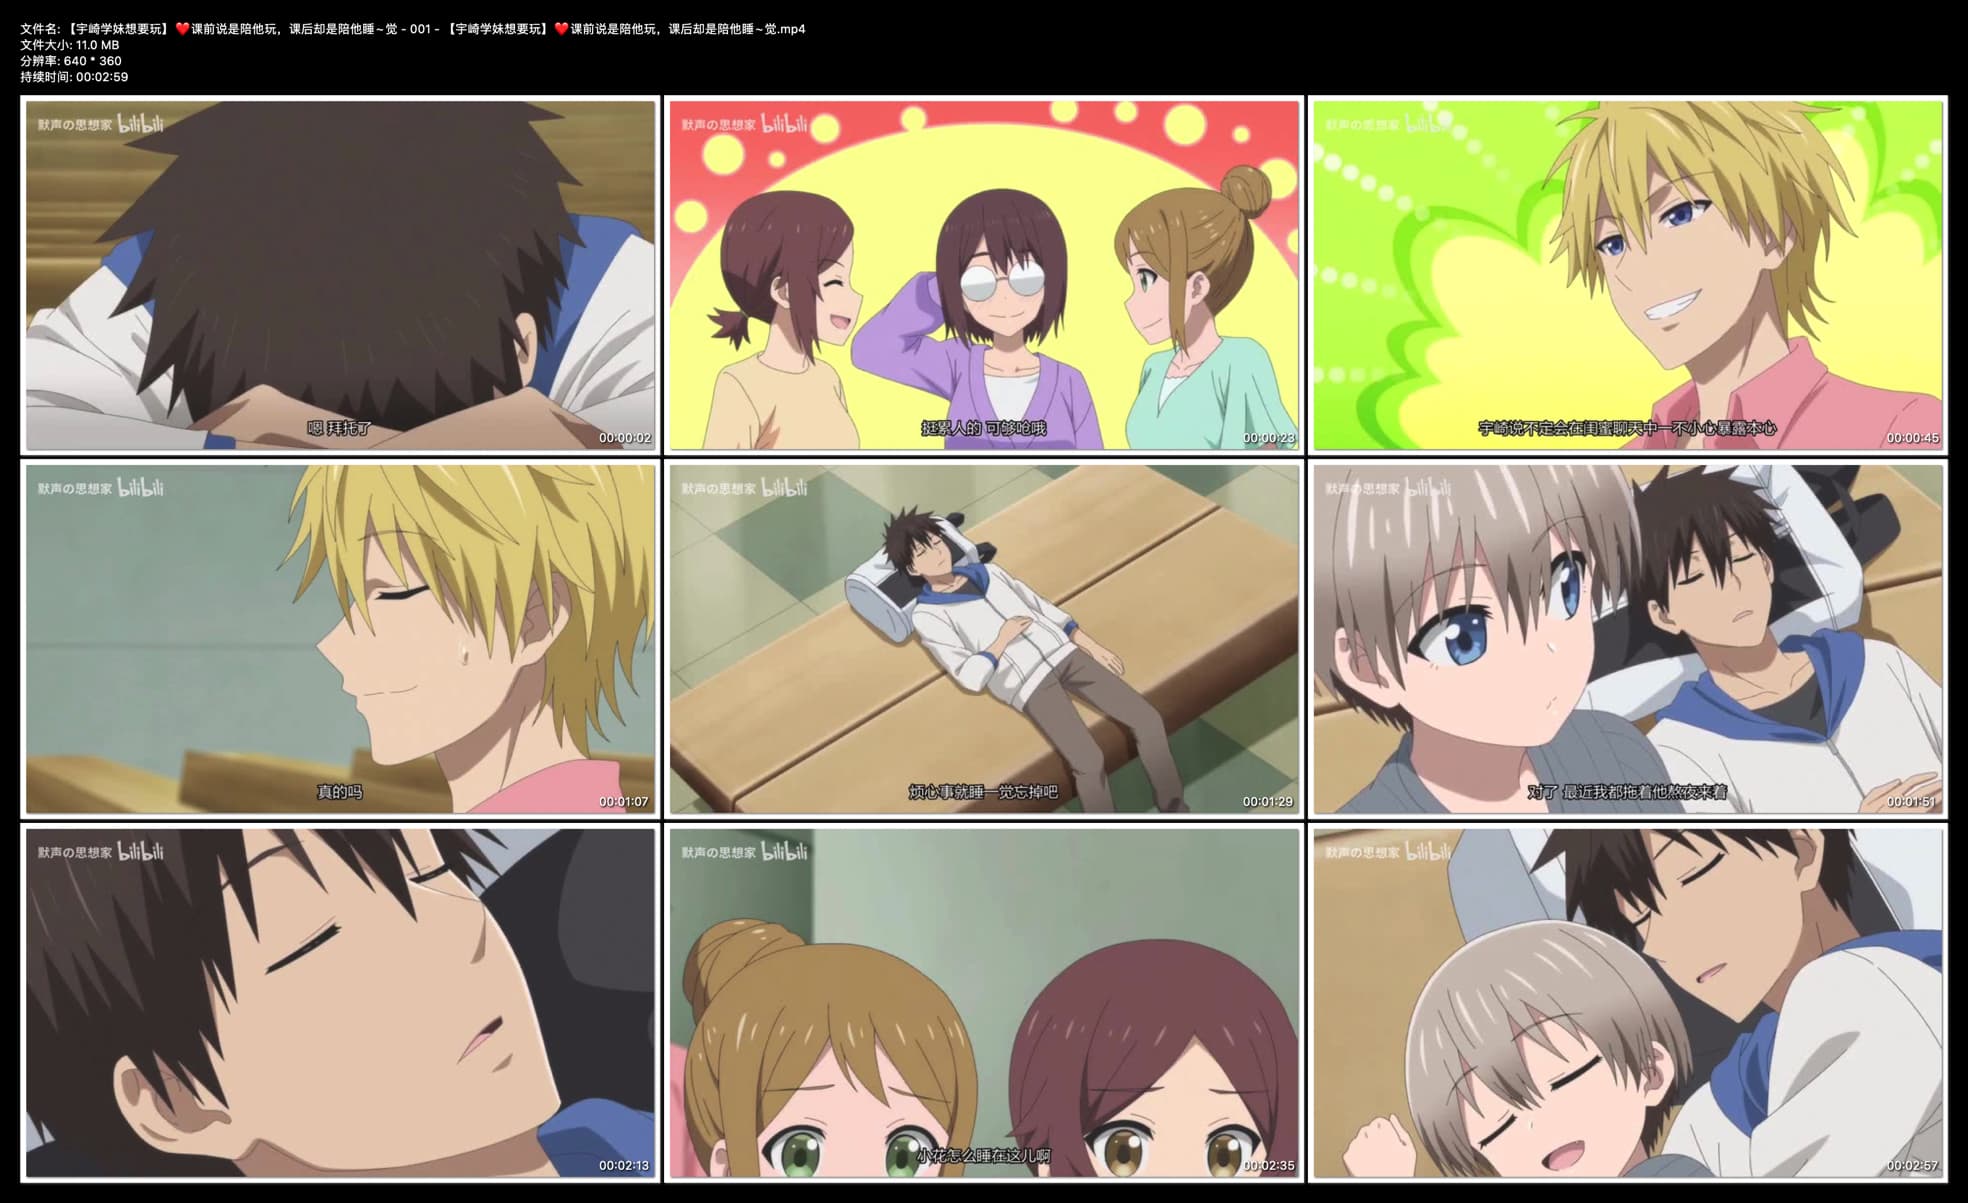 文件名: 【宇崎学妹想要玩】❤️课前说是陪他玩，课后却是陪他睡~觉 - 001 - 【宇崎学妹想要玩】❤️课前说是陪他玩，课后却是陪他睡~觉.mp4
文件大小: 11.0 MB
分辨率: 640 * 360
持续时间: 00:02:59
默声の思想家 bilibili
嗯 拜托了
00:00:02
默声の思想家 bilibili
挺累人的 可够呛哦
00:00:23
默声の思想家 bilibili
宇崎说不定会在闺蜜聊天中一不小心暴露本心
00:00:45
默声の思想家 bilibili
真的吗
00:01:07
默声の思想家 bilibili
烦心事就睡一觉忘掉吧
00:01:29
默声の思想家 bilibili
对了 最近我都拖着他熬夜来着
00:01:51
默声の思想家 bilibili
00:02:13
默声の思想家 bilibili
小花怎么睡在这儿啊
00:02:35
默声の思想家 bilibili
00:02:57